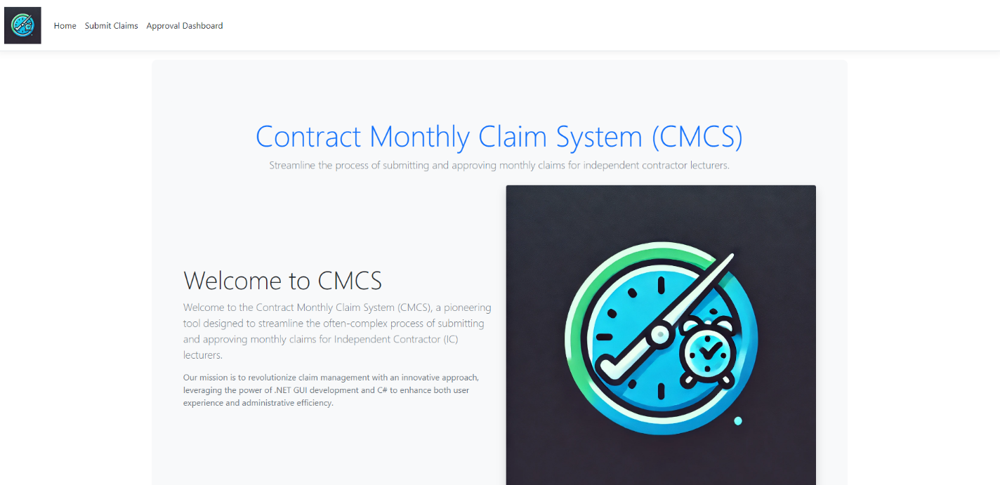 Home Submit Claims Approval Dashboard
Contract Monthly Claim System (CMCS)
Streamline the process of submitting and approving monthly claims for independent contractor lecturers.
Welcome to CMCS
Welcome to the Contract Monthly Claim System (CMCS), a pioneering
tool designed to streamline the often-complex process of submitting
and approving monthly claims for Independent Contractor (IC)
lecturers.
Our mission is to revolutionize claim management with an innovative approach,
leveraging the power of .NET GUI development and C# to enhance both user
experience and administrative efficiency.